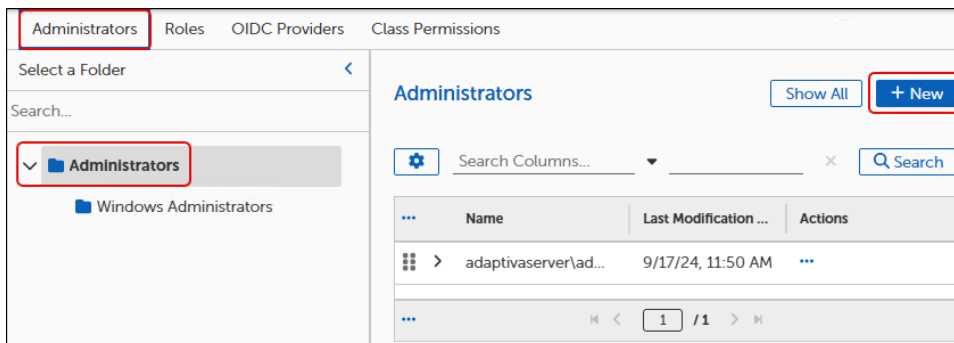 Administrators Roles OIDC Providers Class Permissions
Select a Folder
Search...
Administrators
Windows Administrators
Administrators
Show All
+ New
Search Columns...
Search
Name Last Modification ... Actions
adaptivaserver\ad... 9/17/24, 11:50 AM ...
1 / 1